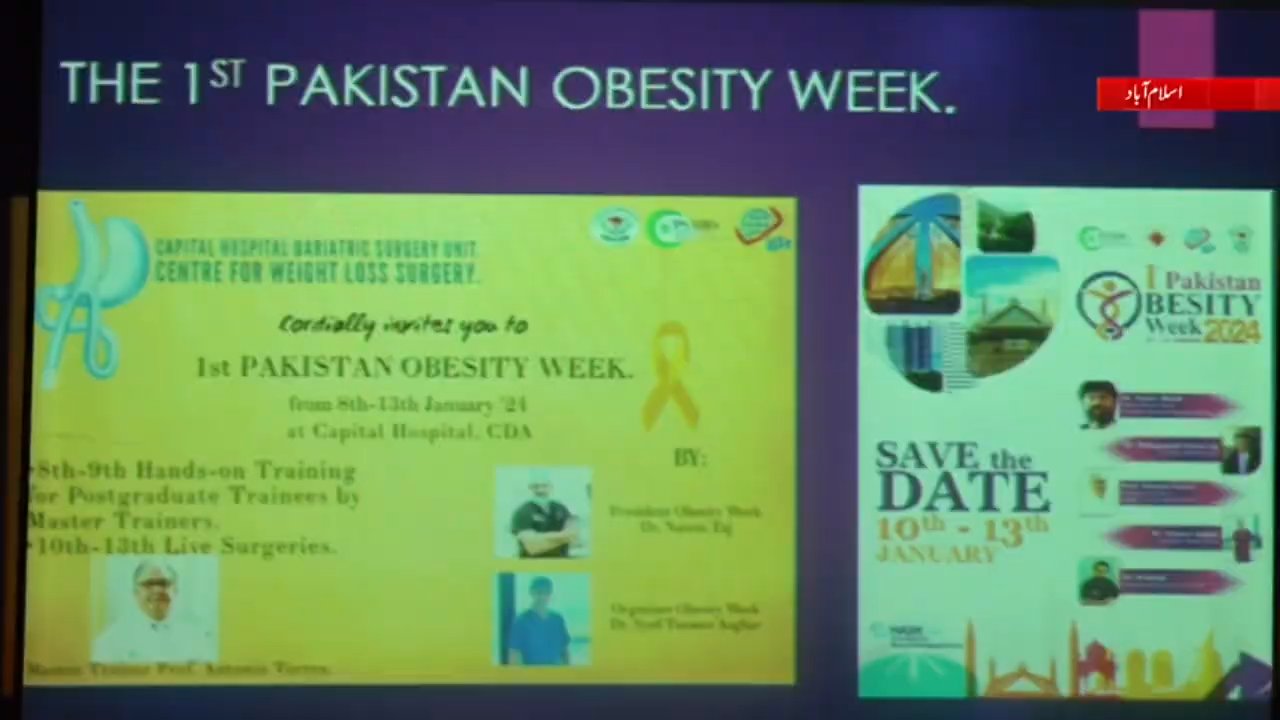 THE 1ST PAKISTAN OBESITY WEEK.
اسلام آباد
CAPITAL HOSPITAL BARIATRIC SURGERY UNIT.
CENTRE FOR WEIGHT LOSS SURGERY.
Cordially invites you to
1st PAKISTAN OBESITY WEEK.
from 8th-13th January '24
at Capital Hospital, CDA
8th-9th Hands-on Training
for Postgraduate Trainees by
Master Trainers.
10th-13th Live Surgeries.
Master Trainer Prof. Antonio Torres.
BY:
President Obesity Week
Organizer Obesity Week
1 Pakistan
BESITY
Week 2024
SAVE the
DATE
10th - 13th
JANUARY